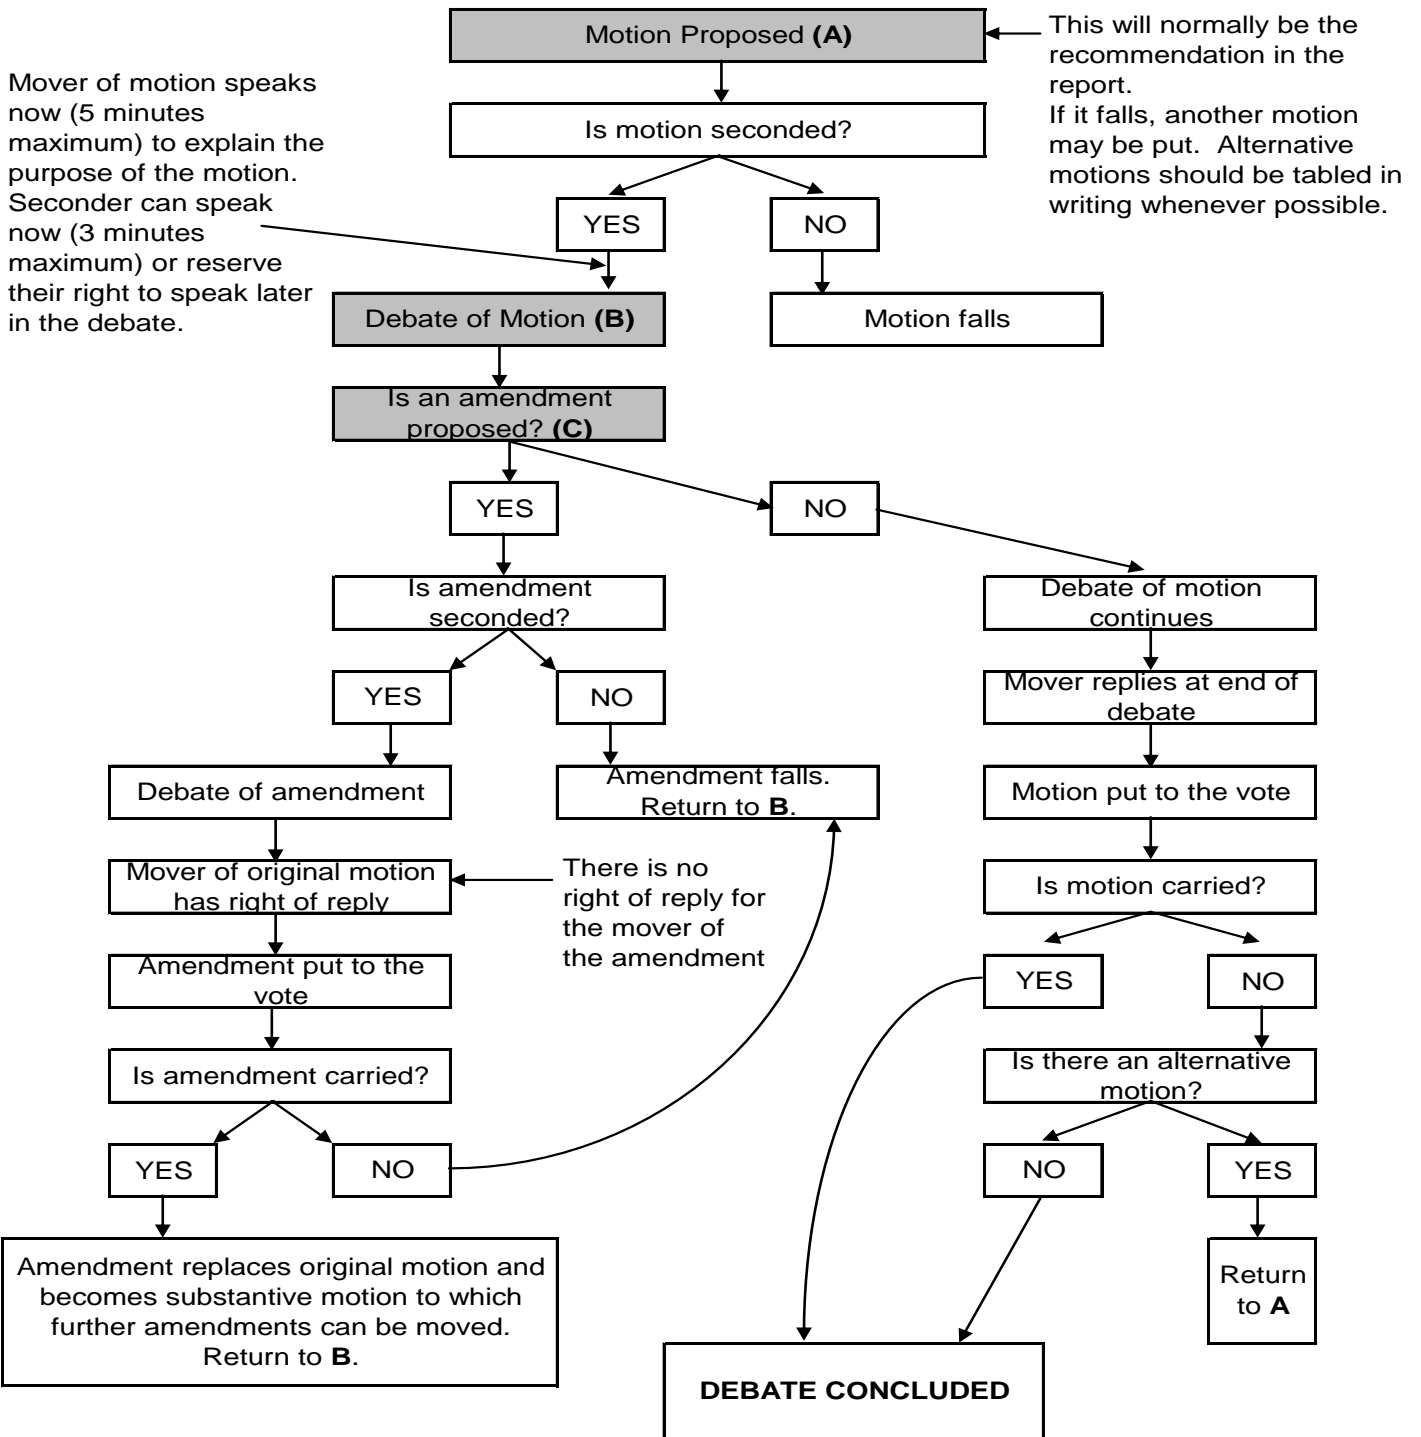 Motion Proposed (A)
This will normally be the
recommendation in the
report.
If it falls, another motion
may be put.  Alternative
motions should be tabled in
writing whenever possible.
Mover of motion speaks
now (5 minutes
maximum) to explain the
purpose of the motion.
Seconder can speak
now (3 minutes
maximum) or reserve
their right to speak later
in the debate.
Is motion seconded?
YES
NO
Debate of Motion (B)
Motion falls
Is an amendment
proposed? (C)
YES
NO
Is amendment
seconded?
Debate of motion
continues
YES
NO
Mover replies at end of
debate
Debate of amendment
Amendment falls.
Return to B.
Motion put to the vote
Mover of original motion
has right of reply
There is no
right of reply for
the mover of
the amendment
Is motion carried?
Amendment put to the
vote
YES
NO
Is amendment carried?
Is there an alternative
motion?
YES
NO
NO
YES
Amendment replaces original motion and
becomes substantive motion to which
further amendments can be moved.
Return to B.
Return
to A
DEBATE CONCLUDED